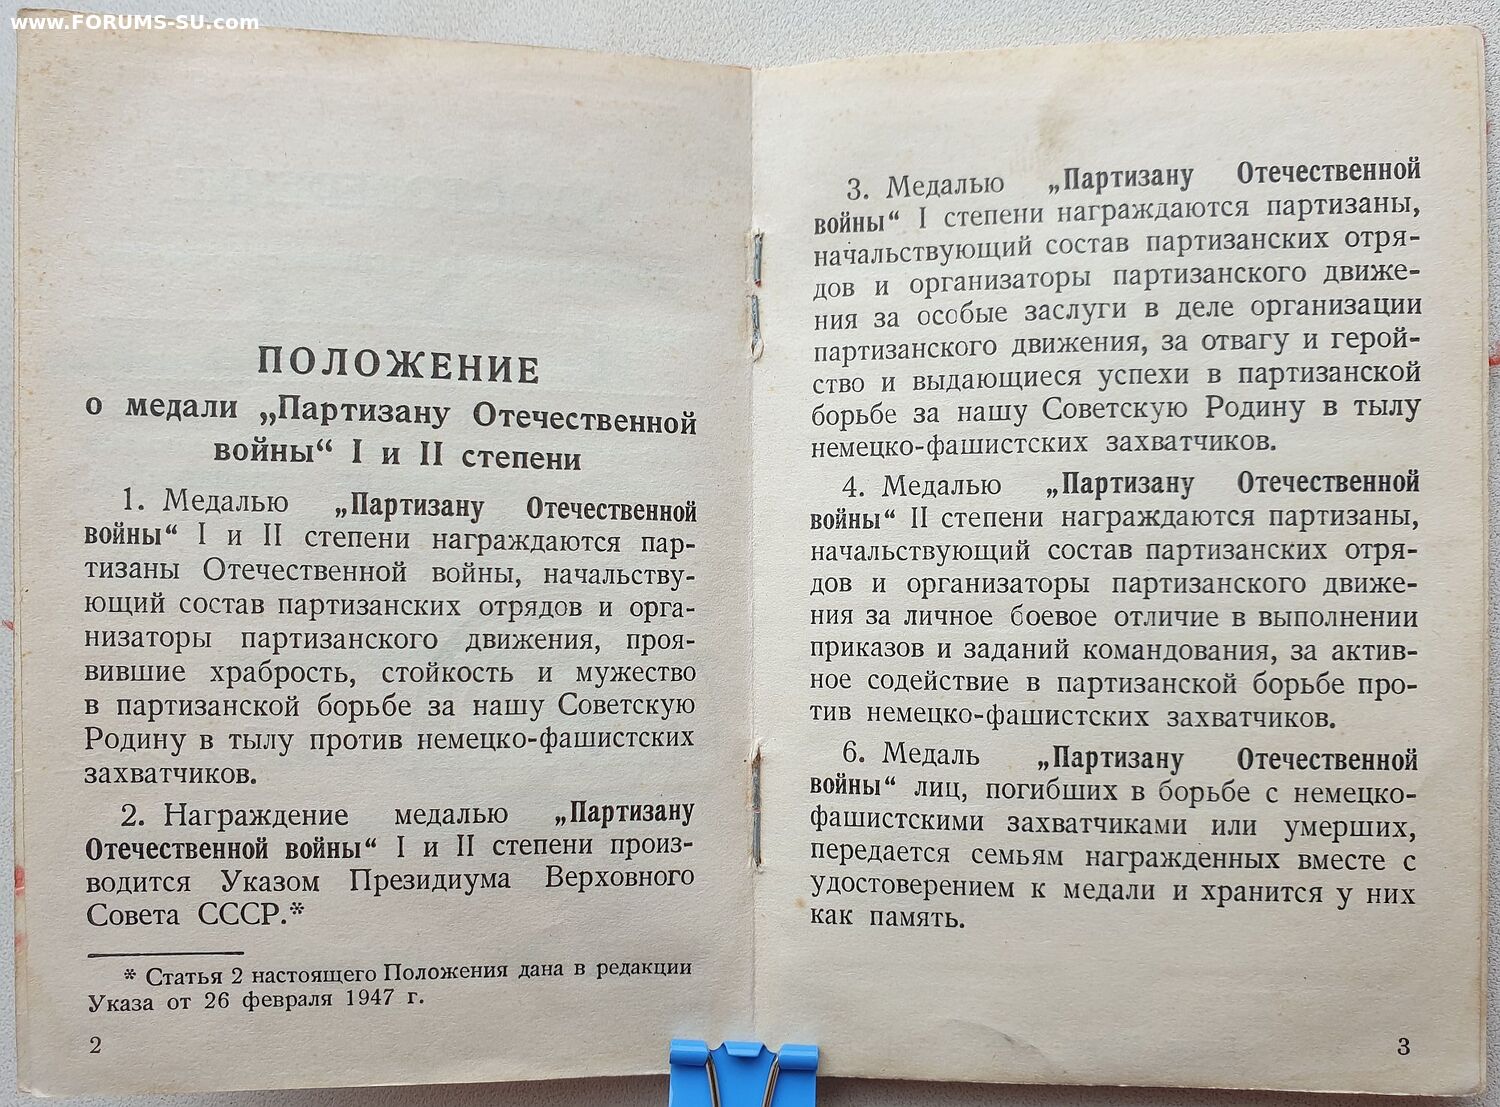 www.FORUMS-SU.com
ПОЛОЖЕНИЕ
о медали „Партизану Отечественной
войны“ I и II степени
1. Медалью „Партизану Отечественной
войны“ I и II степени награждаются пар-
тизаны Отечественной войны, начальству-
ющий состав партизанских отрядов и орга-
низаторы партизанского движения, проя-
вившие храбрость, стойкость и мужество
в партизанской борьбе за нашу Советскую
Родину в тылу против немецко-фашистских
захватчиков.
2. Награждение медалью „Партизану
Отечественной войны“ I и II степени произ-
водится Указом Президиума Верховного
Совета СССР.*
* Статья 2 настоящего Положения дана в редакции
Указа от 26 февраля 1947 г.
2
3. Медалью „Партизану Отечественной
войны“ I степени награждаются партизаны,
начальствующий состав партизанских отря-
дов и организаторы партизанского движе-
ния за особые заслуги в деле организации
партизанского движения, за отвагу и герой-
ство и выдающиеся успехи в партизанской
борьбе за нашу Советскую Родину в тылу
немецко-фашистских захватчиков.
4. Медалью „Партизану Отечественной
войны“ II степени награждаются партизаны,
начальствующий состав партизанских отря-
дов и организаторы партизанского движе-
ния за личное боевое отличие в выполнении
приказов и заданий командования, за актив-
ное содействие в партизанской борьбе про-
тив немецко-фашистских захватчиков.
6. Медаль „Партизану Отечественной
войны“ лиц, погибших в борьбе с немецко-
фашистскими захватчиками или умерших,
передается семьям награжденных вместе с
удостоверением к медали и хранится у них
как память.
3